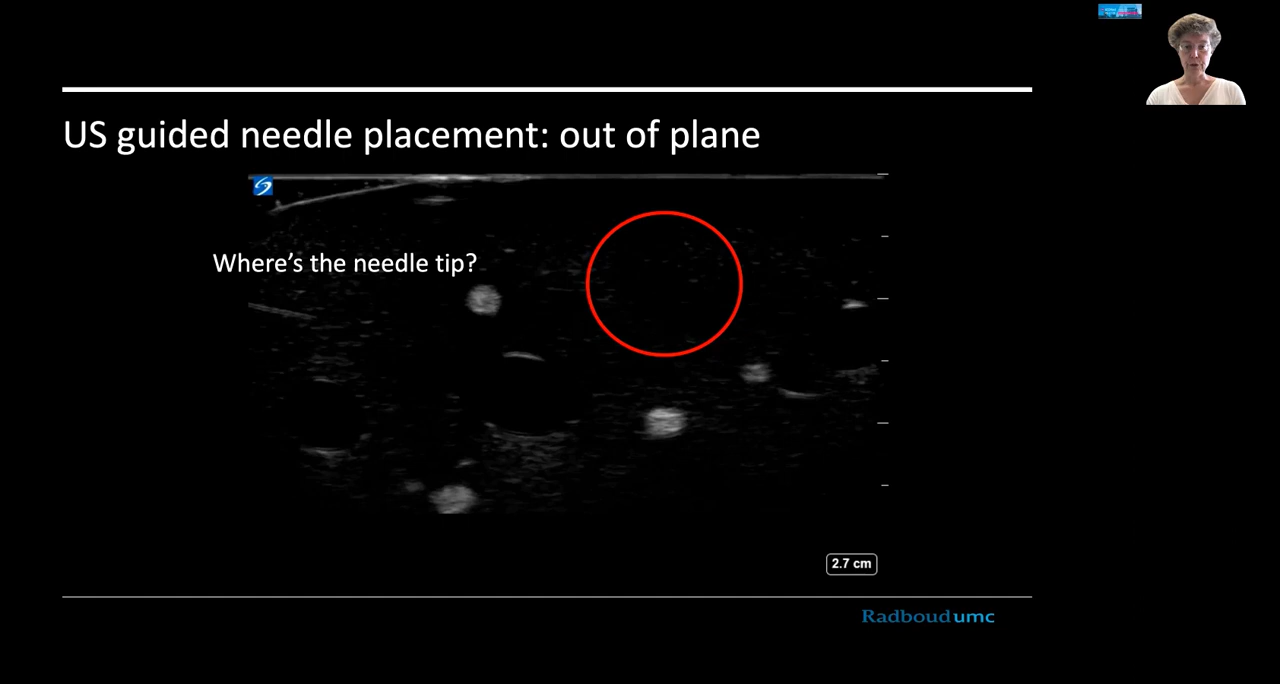 US guided needle placement: out of plane
Where's the needle tip?
2.7 cm
Radboudumc